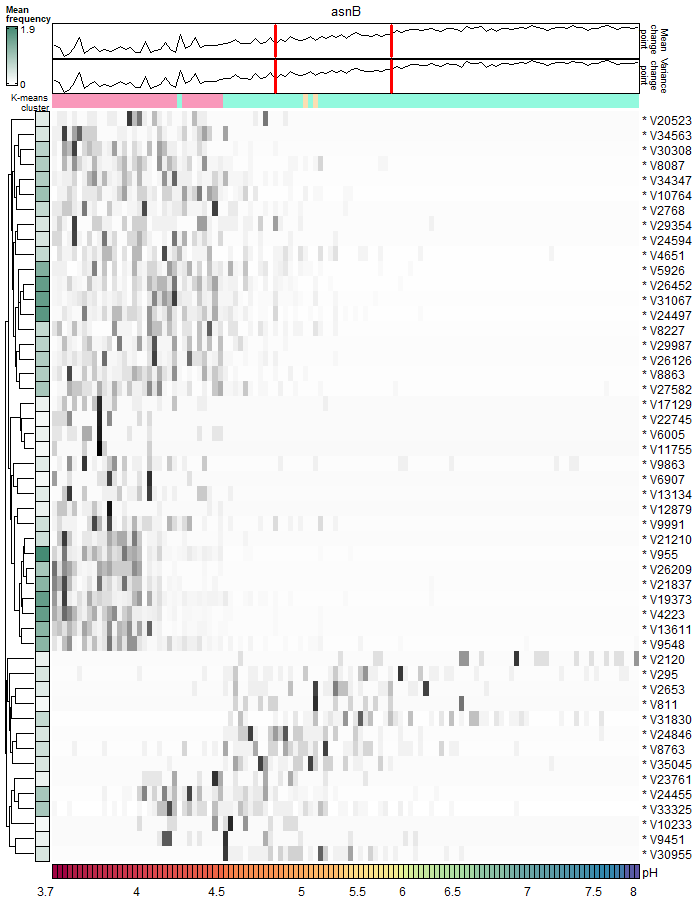 asnB
Mean
frequency
1.9
0
Mean
change
point
Variance
change
point
K-means
cluster
* V20523
* V34563
* V30308
* V8087
* V34347
* V10764
* V2768
* V29354
* V24594
* V4651
* V5926
* V26452
* V31067
* V24497
* V8227
* V29987
* V26126
* V8863
* V27582
* V17129
* V22745
* V6005
* V11755
* V9863
* V6907
* V13134
* V12879
* V9991
* V21210
* V955
* V26209
* V21837
* V19373
* V4223
* V13611
* V9548
* V2120
* V295
* V2653
* V811
* V31830
* V24846
* V8763
* V35045
* V23761
* V24455
* V33325
* V10233
* V9451
* V30955
pH
3.7 4 4.5 5 5.5 6 6.5 7 7.5 8